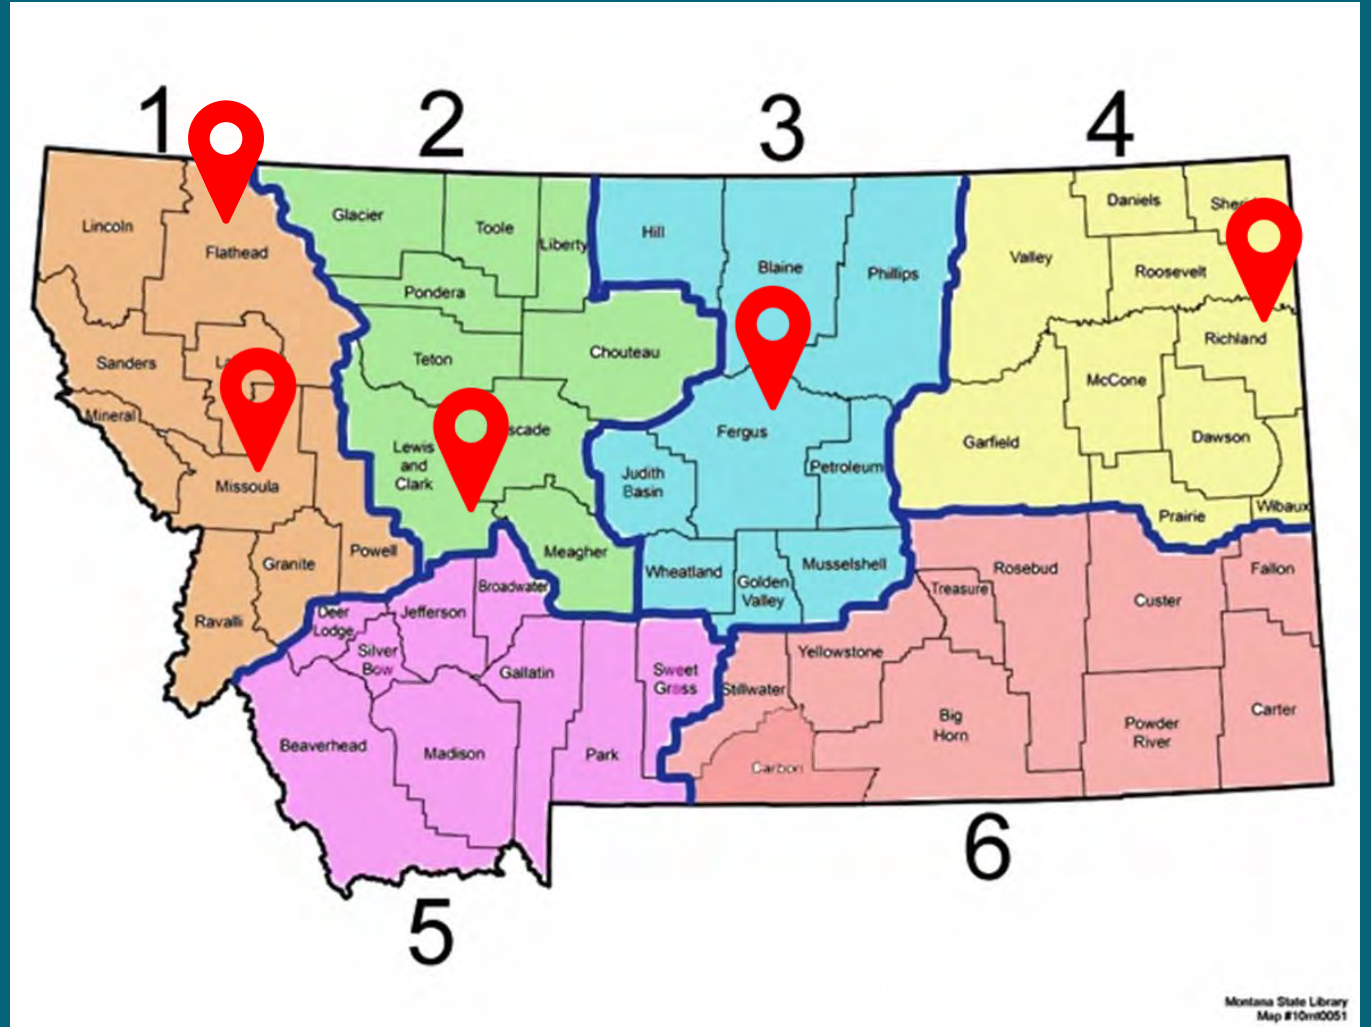 1
2
3
4
Lincoln
Flathead
Glacier
Toole
Liberty
Hill
Blaine
Phillips
Valley
Daniels
Roosevelt
Pondera
Sanders
Teton
Chouteau
Richland
McCone
Mineral
Lewis
and
Clark
Fergus
Garfield
Dawson
Missoula
Judith
Basin
Petroleum
Prairie
Wibaux
Granite
Powell
Meagher
Wheatland
Golden
Valley
Musselshell
Rosebud
Treasure
Custer
Fallon
Ravalli
Deer
Lodge
Jefferson
Broadwater
Silver
Bow
Gallatin
Sweet
Grass
Stillwater
Yellowstone
Beaverhead
Madison
Park
Carbon
Big
Horn
Powder
River
Carter
5
6
Montana State Library
Map #10mt0051